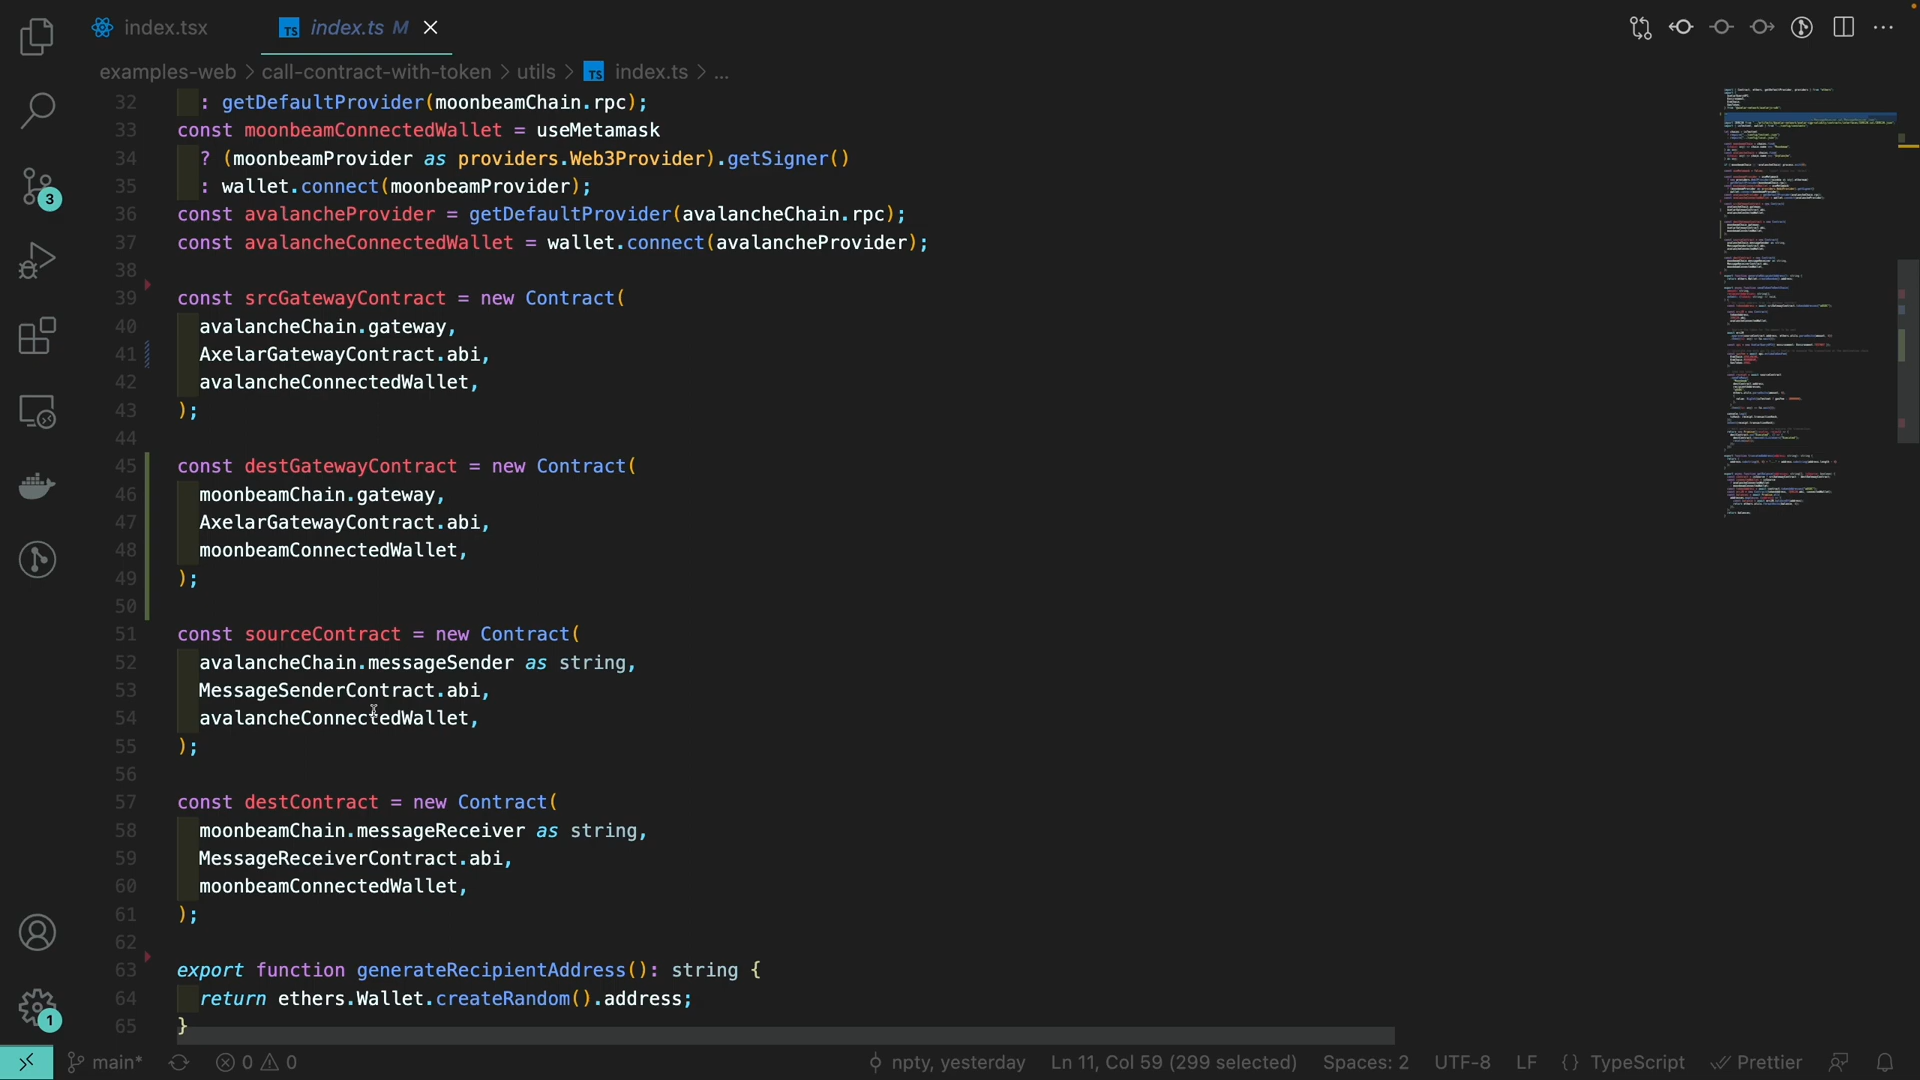 index.tsx
TS index.ts M
examples-web > call-contract-with-token > utils > TS index.ts > ...
32 : getDefaultProvider(moonbeamChain.rpc);
33 const moonbeamConnectedWallet = useMetamask
34 ? (moonbeamProvider as providers.Web3Provider).getSigner()
35 : wallet.connect(moonbeamProvider);
36 const avalancheProvider = getDefaultProvider(avalancheChain.rpc);
37 const avalancheConnectedWallet = wallet.connect(avalancheProvider);
38
39 const srcGatewayContract = new Contract(
40 avalancheChain.gateway,
41 AxelarGatewayContract.abi,
42 avalancheConnectedWallet,
43 );
44
45 const destGatewayContract = new Contract(
46 moonbeamChain.gateway,
47 AxelarGatewayContract.abi,
48 moonbeamConnectedWallet,
49 );
50
51 const sourceContract = new Contract(
52 avalancheChain.messageSender as string,
53 MessageSenderContract.abi,
54 avalancheConnectedWallet,
55 );
56
57 const destContract = new Contract(
58 moonbeamChain.messageReceiver as string,
59 MessageReceiverContract.abi,
60 moonbeamConnectedWallet,
61 );
62
63 export function generateRecipientAddress(): string {
64 return ethers.Wallet.createRandom().address;
65 }
3
1
main* 0 0 npty, yesterday Ln 11, Col 59 (299 selected) Spaces: 2 UTF-8 LF {} TypeScript Prettier